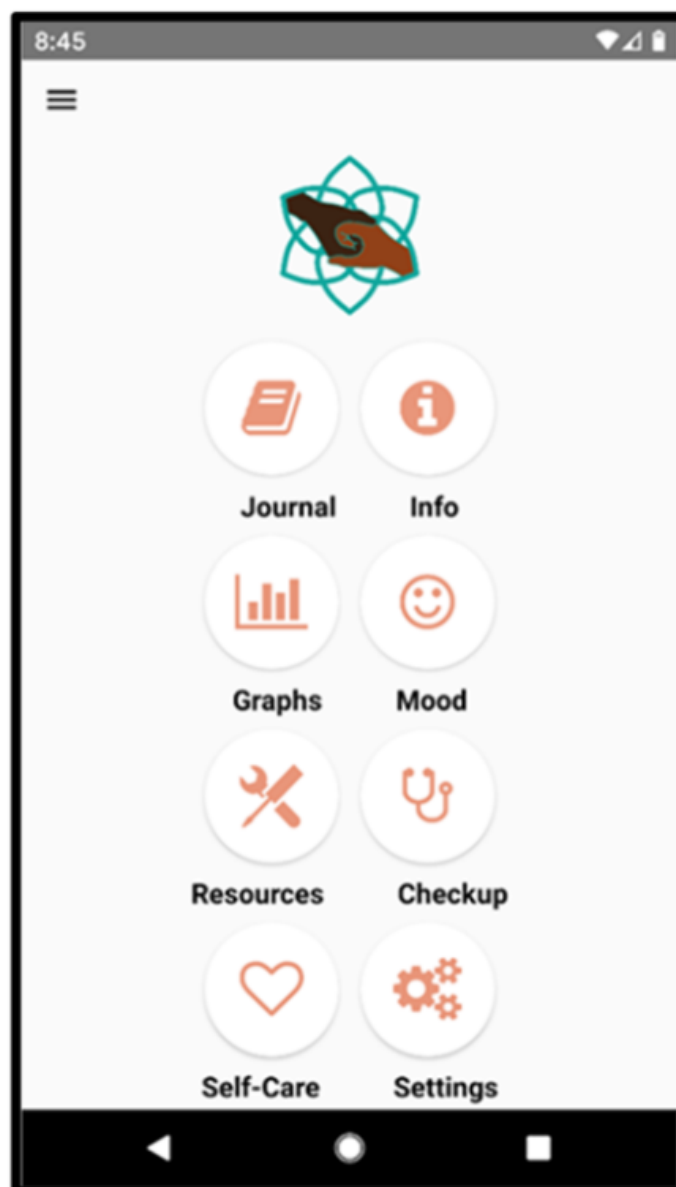 8:45
Journal Info
Graphs Mood
Resources Checkup
Self-Care Settings